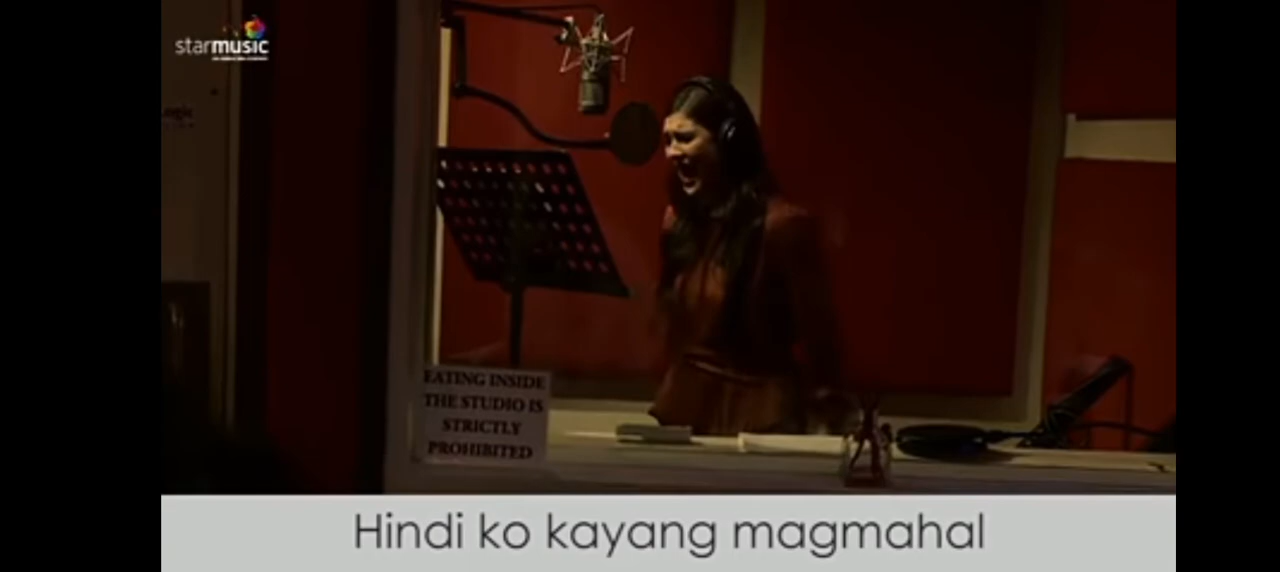 starmusic
EATING INSIDE
THE STUDIO IS
STRICTLY
PROHIBITED
Hindi ko kayang magmahal